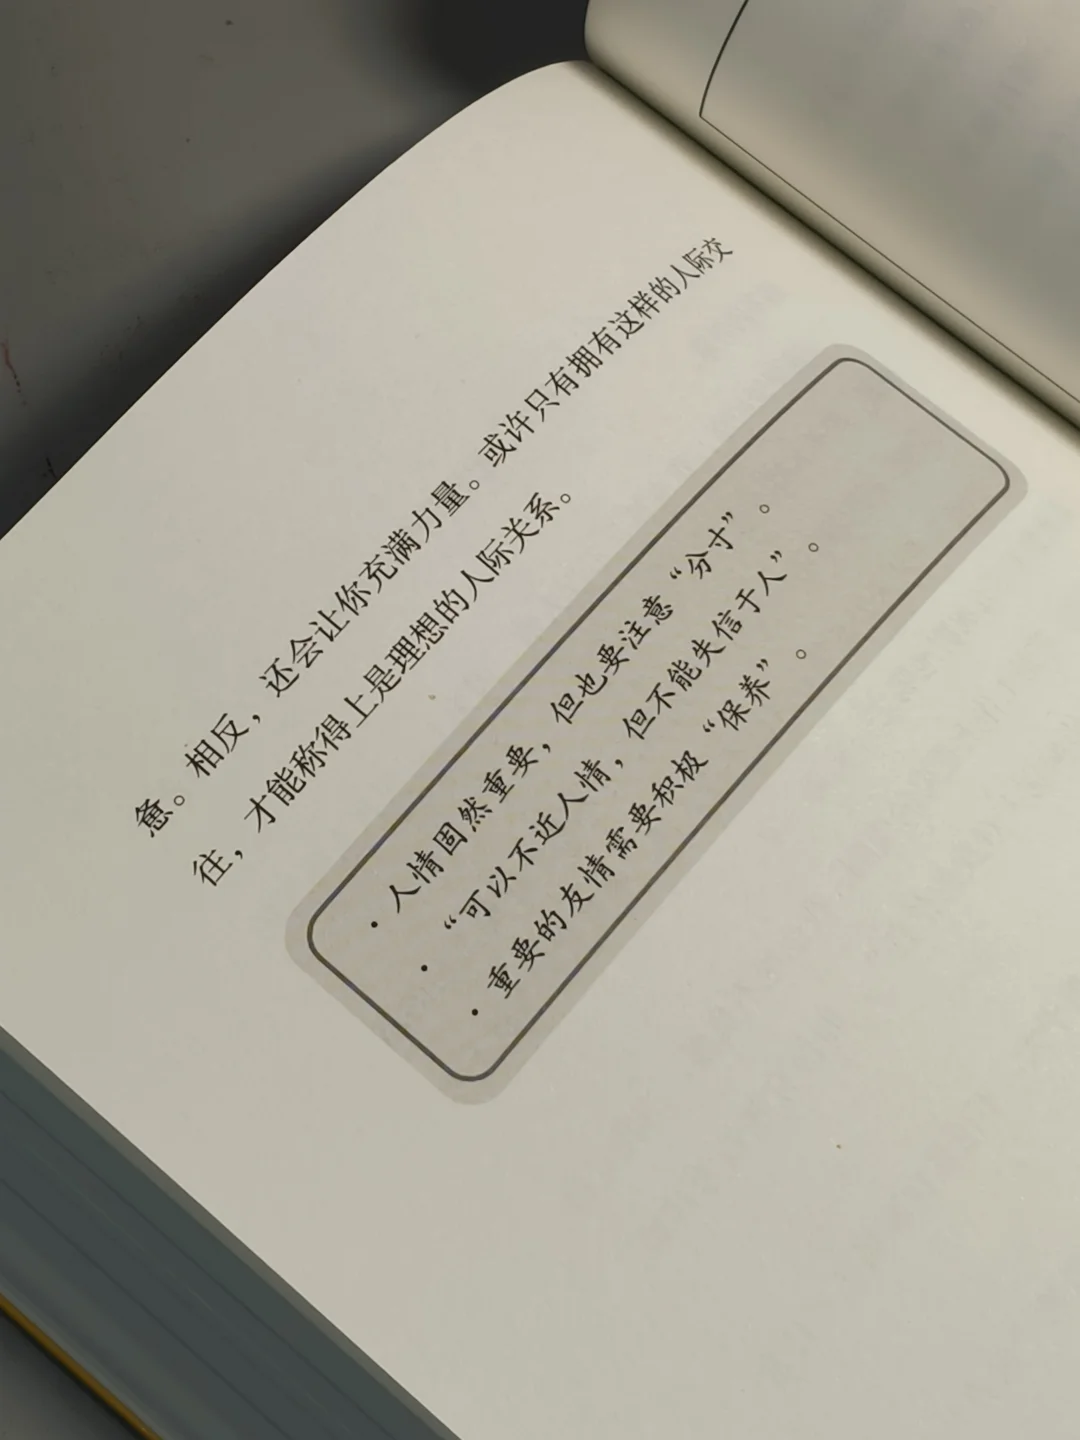 惫。相反，还会让你充满力量。或许只有拥有这样的人际交
往，才能称得上是理想的人际关系。
· 人情固然重要，但也要注意“分寸”。
· “可以不近人情，但不能失信于人”。
· 重要的友情需要积极“保养”。